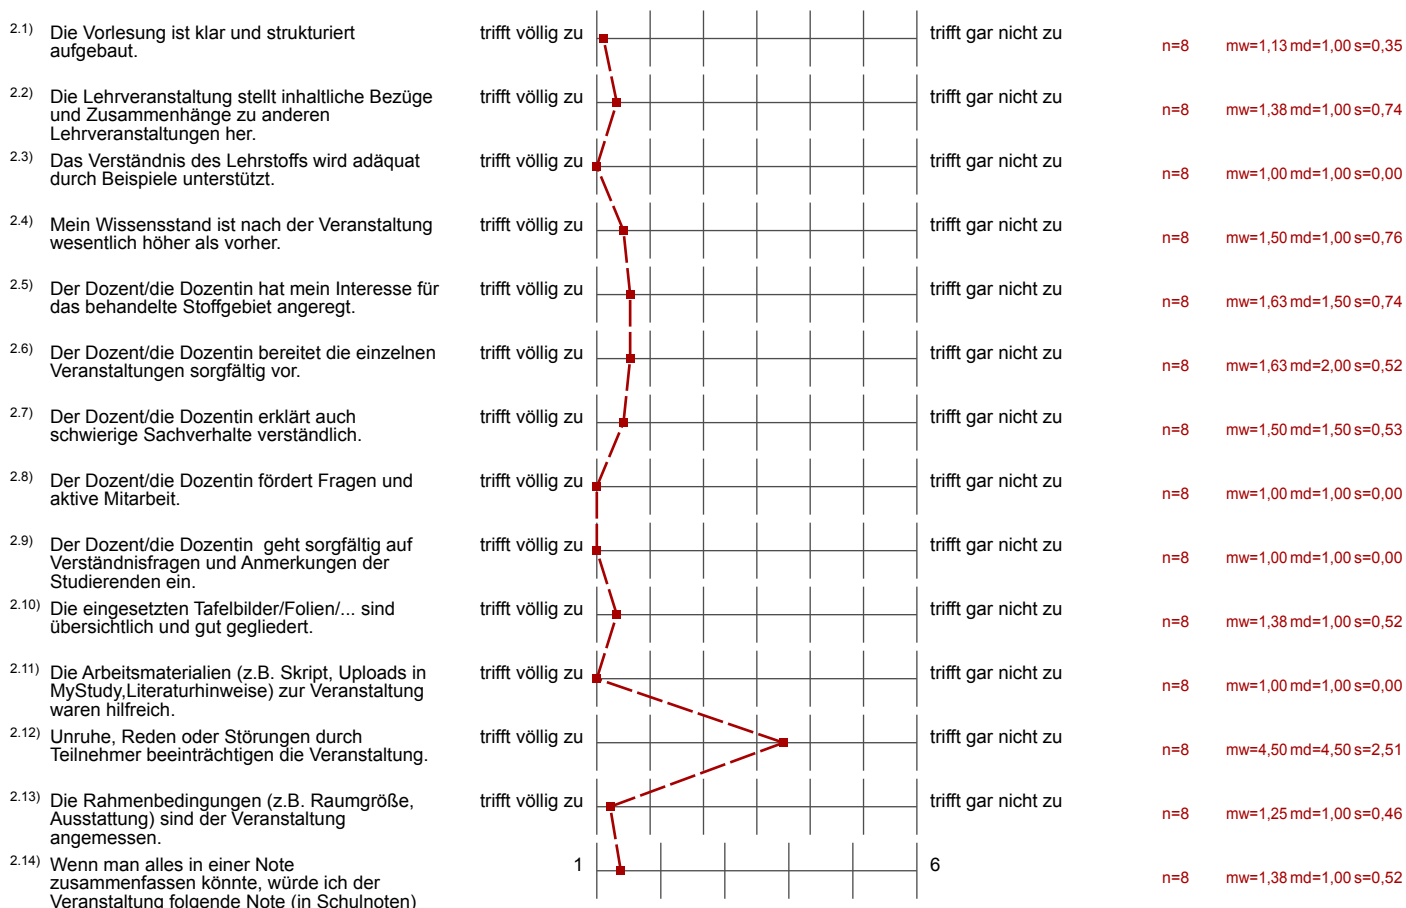 2.1) Die Vorlesung ist klar und strukturiert trifft völlig zu trifft gar nicht zu
aufgebaut. n=8 mw=1,13 md=1,00 s=0,35
2.2) Die Lehrveranstaltung stellt inhaltliche Bezüge trifft völlig zu trifft gar nicht zu
und Zusammenhänge zu anderen n=8 mw=1,38 md=1,00 s=0,74
Lehrveranstaltungen her.
2.3) Das Verständnis des Lehrstoffs wird adäquat trifft völlig zu trifft gar nicht zu
durch Beispiele unterstützt. n=8 mw=1,00 md=1,00 s=0,00
2.4) Mein Wissensstand ist nach der Veranstaltung trifft völlig zu trifft gar nicht zu
wesentlich höher als vorher. n=8 mw=1,50 md=1,00 s=0,76
2.5) Der Dozent/die Dozentin hat mein Interesse für trifft völlig zu trifft gar nicht zu
das behandelte Stoffgebiet angeregt. n=8 mw=1,63 md=1,50 s=0,74
2.6) Der Dozent/die Dozentin bereitet die einzelnen trifft völlig zu trifft gar nicht zu
Veranstaltungen sorgfältig vor. n=8 mw=1,63 md=2,00 s=0,52
2.7) Der Dozent/die Dozentin erklärt auch trifft völlig zu trifft gar nicht zu
schwierige Sachverhalte verständlich. n=8 mw=1,50 md=1,50 s=0,53
2.8) Der Dozent/die Dozentin fördert Fragen und trifft völlig zu trifft gar nicht zu
aktive Mitarbeit. n=8 mw=1,00 md=1,00 s=0,00
2.9) Der Dozent/die Dozentin geht sorgfältig auf trifft völlig zu trifft gar nicht zu
Verständnisfragen und Anmerkungen der n=8 mw=1,00 md=1,00 s=0,00
Studierenden ein.
2.10) Die eingesetzten Tafelbilder/Folien/... sind trifft völlig zu trifft gar nicht zu
übersichtlich und gut gegliedert. n=8 mw=1,38 md=1,00 s=0,52
2.11) Die Arbeitsmaterialien (z.B. Skript, Uploads in trifft völlig zu trifft gar nicht zu
MyStudy,Literaturhinweise) zur Veranstaltung n=8 mw=1,00 md=1,00 s=0,00
waren hilfreich.
2.12) Unruhe, Reden oder Störungen durch trifft völlig zu trifft gar nicht zu
Teilnehmer beeinträchtigen die Veranstaltung. n=8 mw=4,50 md=4,50 s=2,51
2.13) Die Rahmenbedingungen (z.B. Raumgröße, trifft völlig zu trifft gar nicht zu
Ausstattung) sind der Veranstaltung n=8 mw=1,25 md=1,00 s=0,46
angemessen.
2.14) Wenn man alles in einer Note 1 6
zusammenfassen könnte, würde ich der n=8 mw=1,38 md=1,00 s=0,52
Veranstaltung folgende Note (in Schulnoten)